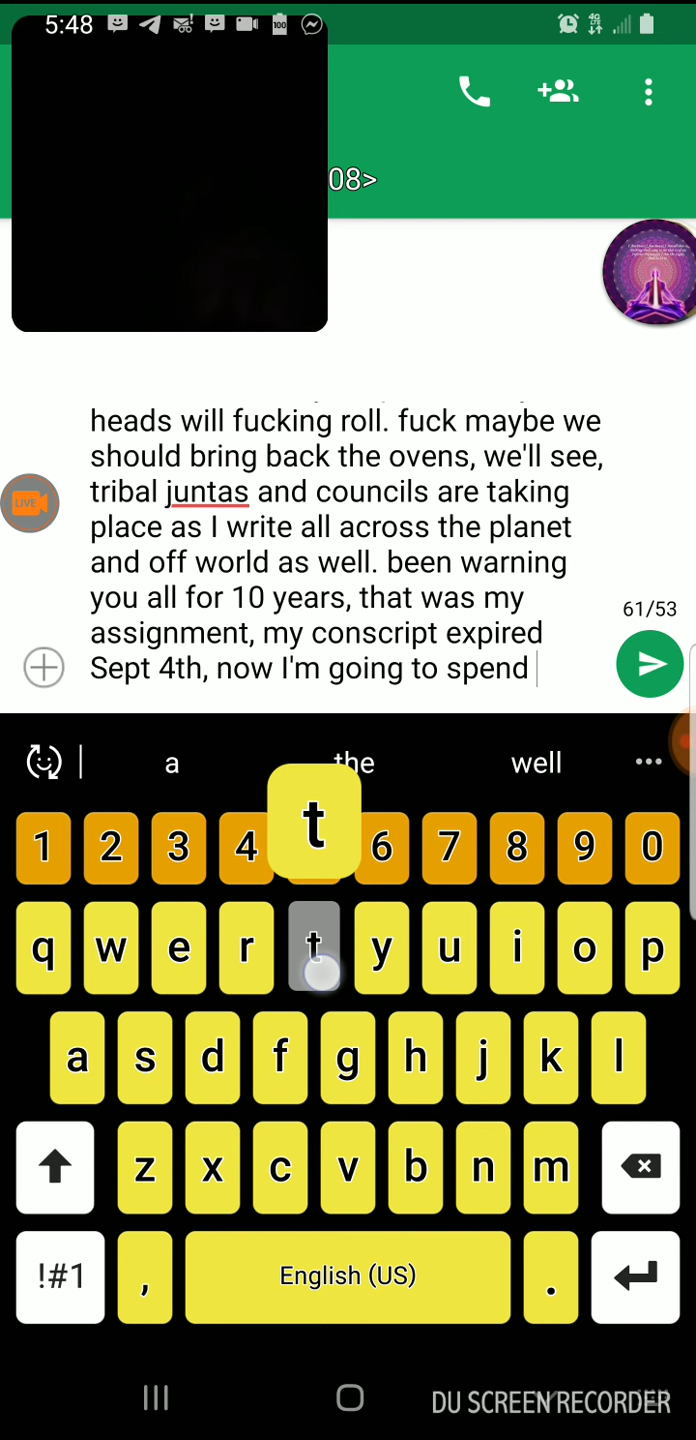 5:48
08>
heads will fucking roll. fuck maybe we
should bring back the ovens, we'll see,
tribal juntas and councils are taking
place as I write all across the planet
and off world as well. been warning
you all for 10 years, that was my
assignment, my conscript expired
Sept 4th, now I'm going to spend
61/53
LIVE
a the well
t
1 2 3 4 6 7 8 9 0
q w e r t y u i o p
a s d f g h j k l
z x c v b n m
!#1 , English (US) .
DU SCREEN RECORDER